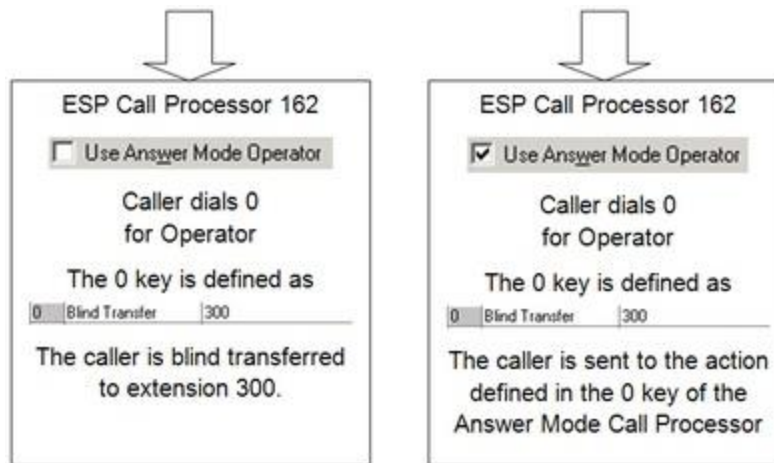 ESP Call Processor 162
Use Answer Mode Operator
Caller dials 0
for Operator
The 0 key is defined as
0 Blind Transfer 300
The caller is blind transferred
to extension 300.
ESP Call Processor 162
Use Answer Mode Operator
Caller dials 0
for Operator
The 0 key is defined as
0 Blind Transfer 300
The caller is sent to the action
defined in the 0 key of the
Answer Mode Call Processor